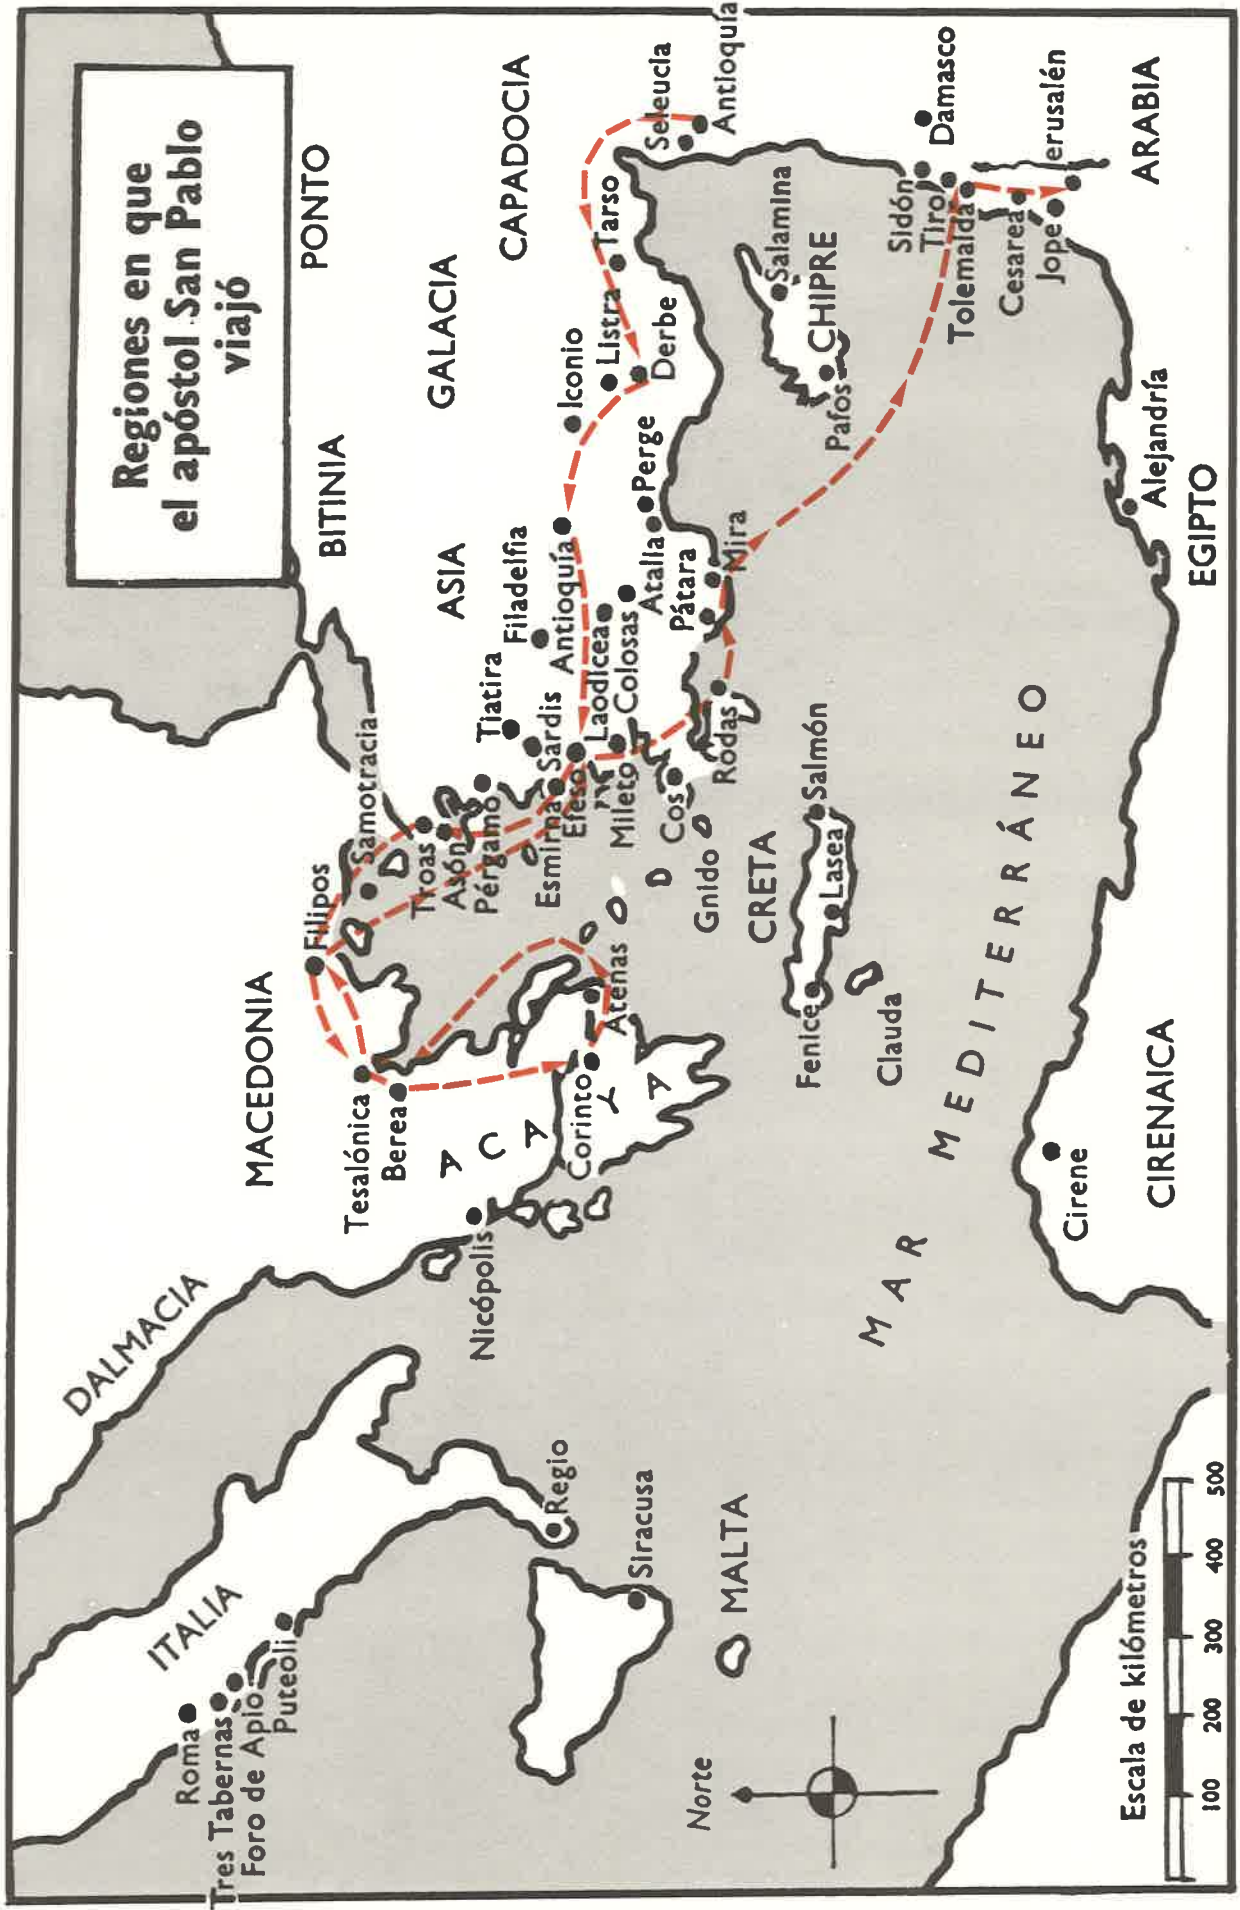 Regiones en que
el apóstol San Pablo
viajó
DALMACIA
ITALIA
Roma
Tres Tabernas
Foro de Apio
Puteoli
Regio
Siracusa
MALTA
MACEDONIA
Filipos
Tesalónica
Berea
Nicópolis
ACAYA
Corinto
Atenas
Samotracia
Troas
Asón
Pérgamo
Tiatira
Sardis
Esmirna
Efeso
Filadelfia
Antioquía
Laodicea
Colosas
Mileto
Cos
Gnido
Rodas
Pátara
Mira
Atalia
Perge
ASIA
BITINIA
PONTO
GALACIA
CAPADOCIA
Iconio
Listra
Derbe
Tarso
Seleucia
Antioquía
CHIPRE
Salamina
Pafos
CRETA
Salmón
Lasea
Fenice
Clauda
Sidón
Tiro
Tolemaida
Damasco
Cesarea
Jope
Jerusalén
ARABIA
MAR MEDITERRÁNEO
Alejandría
EGIPTO
Cirene
CIRENAICA
Norte
Escala de kilómetros
100 200 300 400 500